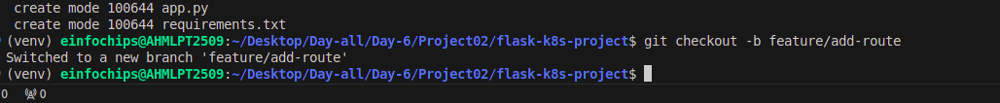 create mode 100644 app.py
create mode 100644 requirements.txt
(venv) einfochips@AHMLPT2509:~/Desktop/Day-all/Day-6/Project02/flask-k8s-project$ git checkout -b feature/add-route
Switched to a new branch 'feature/add-route'
(venv) einfochips@AHMLPT2509:~/Desktop/Day-all/Day-6/Project02/flask-k8s-project$
0 0